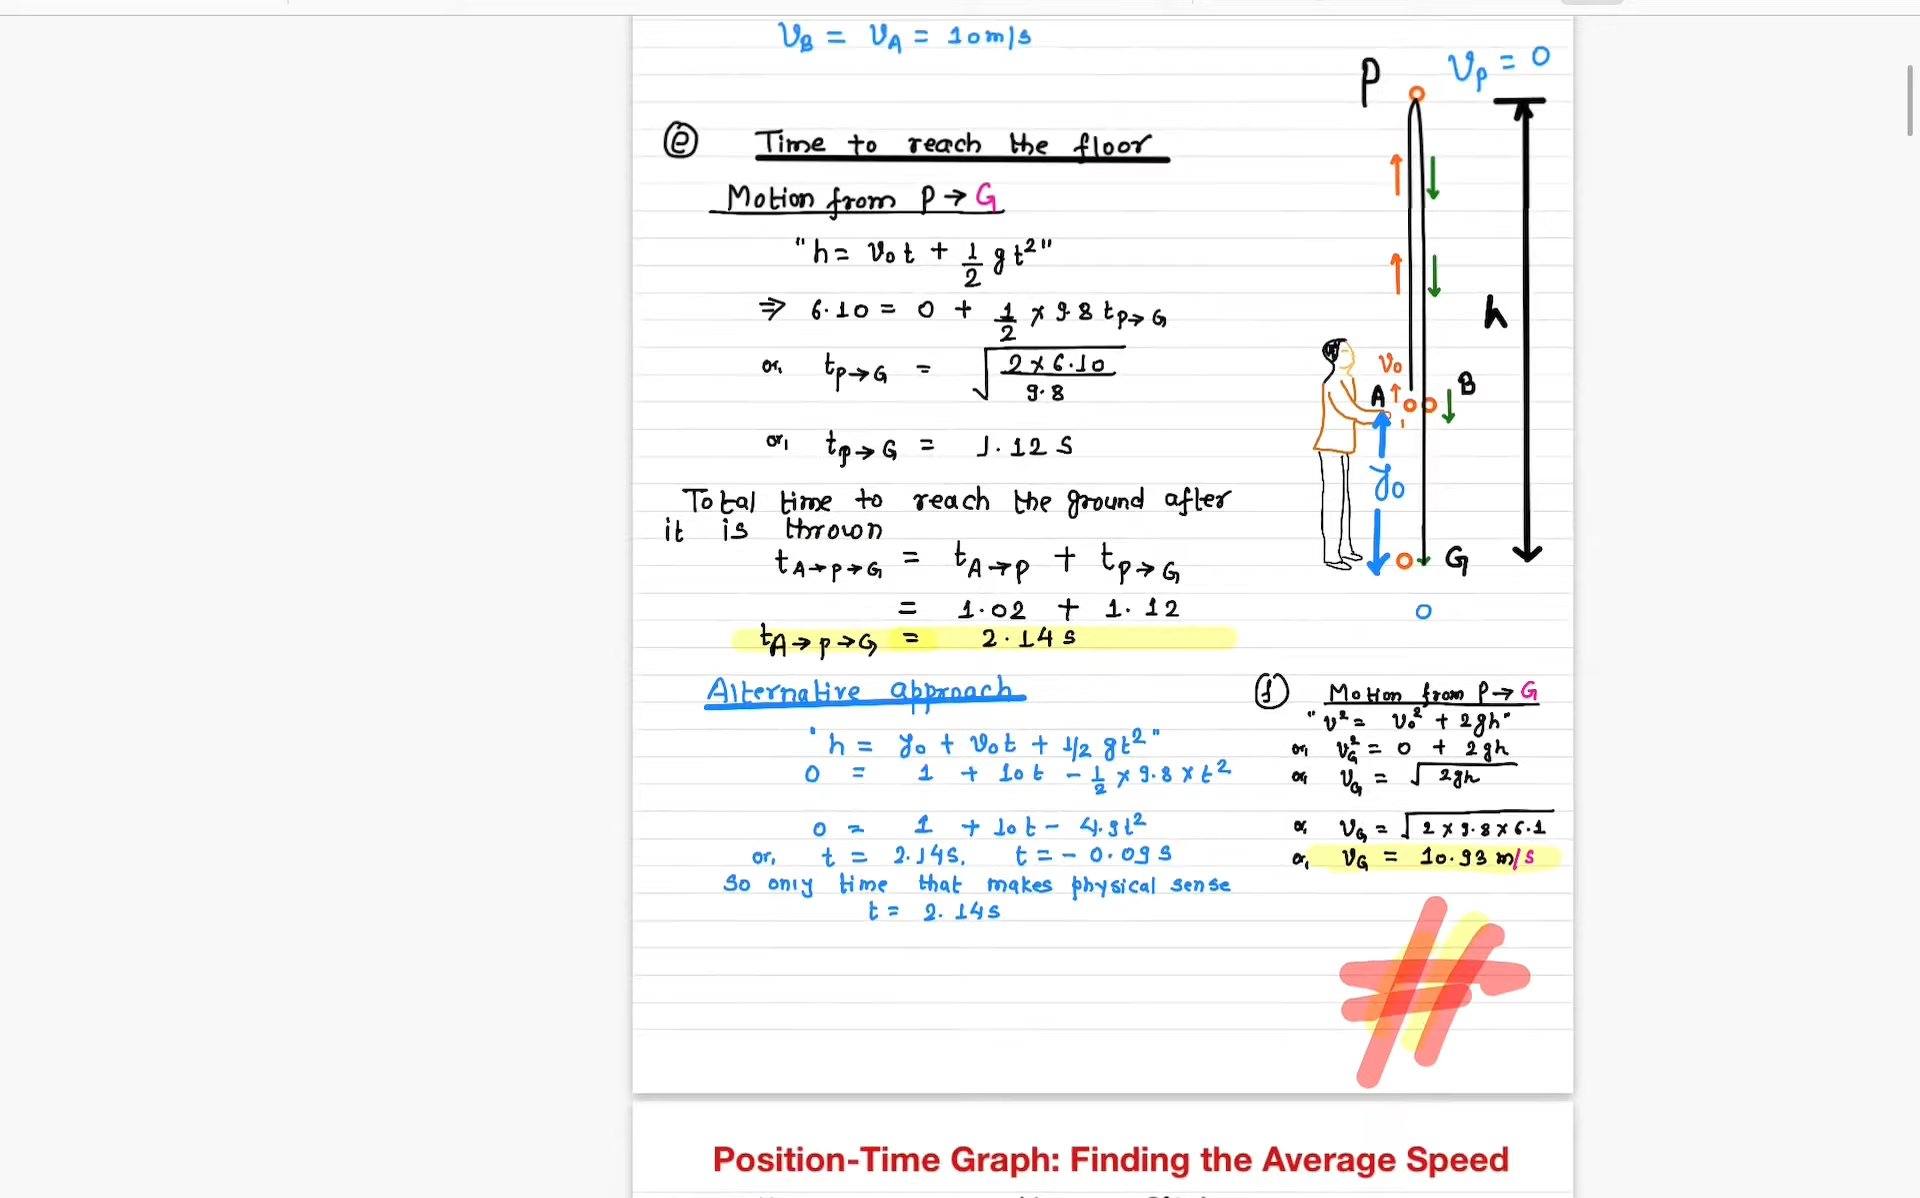 V_B = V_A = 10 m/s
P V_P = 0
(e) Time to reach the floor
Motion from P → G
"h = V₀t + 1/2 gt²"
⇒ 6.10 = 0 + 1/2 × 9.8 t_P→G
or, t_P→G = √(2 × 6.10 / 9.8)
or, t_P→G = 1.12 s
Total time to reach the ground after
it is thrown
t_A→P→G = t_A→P + t_P→G
= 1.02 + 1.12
t_A→P→G = 2.14 s
h
V₀
A B
y₀
G
0
Alternative approach
"h = y₀ + V₀t + 1/2 gt²"
0 = 1 + 10t - 1/2 × 9.8 × t²
0 = 1 + 10t - 4.9t²
or, t = 2.14s, t = - 0.09 s
So only time that makes physical sense
t = 2.14s
(f) Motion from P → G
"v² = V₀² + 2gh"
or, V_G² = 0 + 2gh
or, V_G = √2gh
or, V_G = √2 × 9.8 × 6.1
or, V_G = 10.93 m/s
Position-Time Graph: Finding the Average Speed